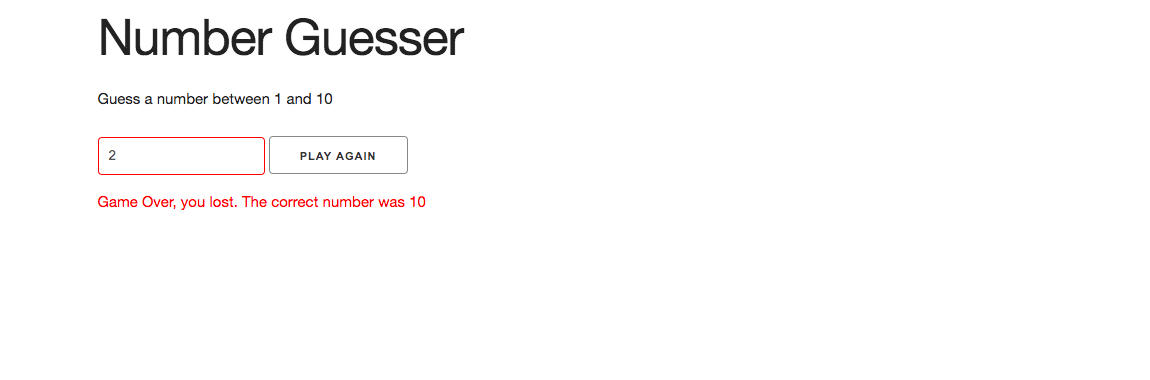 Number Guesser
Guess a number between 1 and 10
2 PLAY AGAIN
Game Over, you lost. The correct number was 10